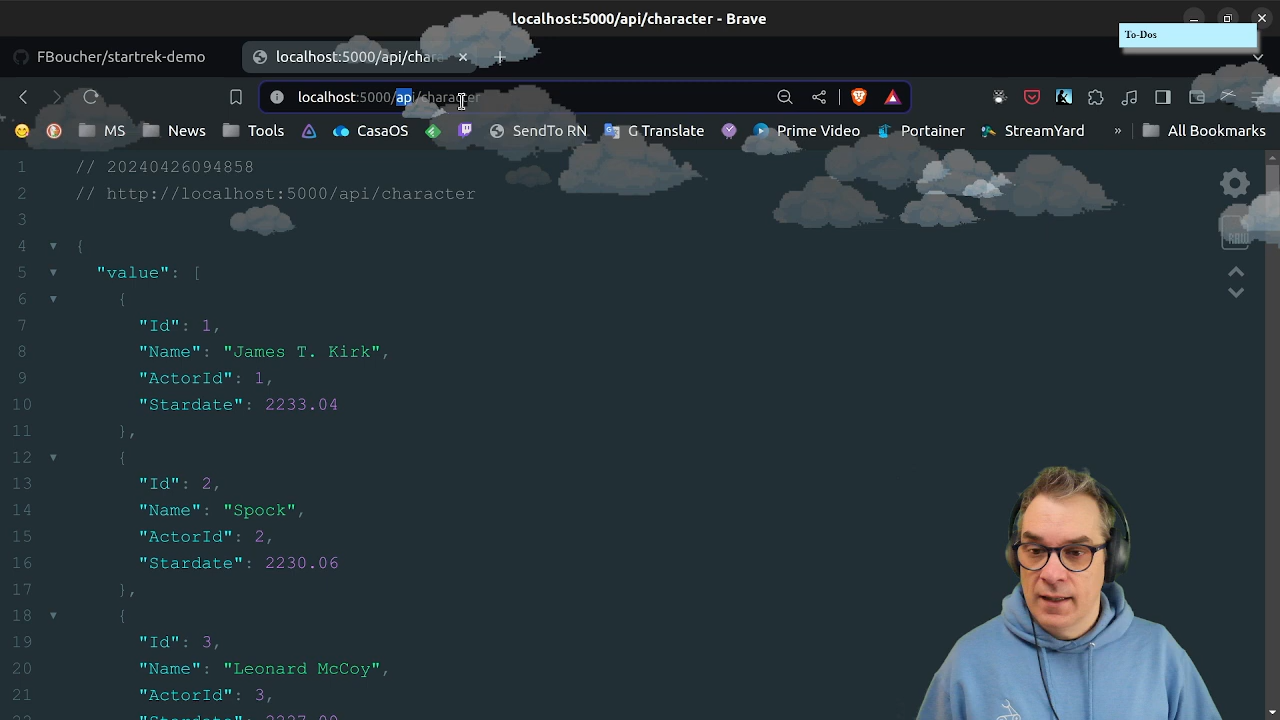 localhost:5000/api/character - Brave
To-Dos
FBoucher/startrek-demo
localhost:5000/api/char
localhost:5000/api/character
MS
News
Tools
CasaOS
SendTo RN
G Translate
Prime Video
Portainer
StreamYard
»
All Bookmarks
1 // 20240426094858
2 // http://localhost:5000/api/character
3
4 {
5 "value": [
6 {
7 "Id": 1,
8 "Name": "James T. Kirk",
9 "ActorId": 1,
10 "Stardate": 2233.04
11 },
12 {
13 "Id": 2,
14 "Name": "Spock",
15 "ActorId": 2,
16 "Stardate": 2230.06
17 },
18 {
19 "Id": 3,
20 "Name": "Leonard McCoy",
21 "ActorId": 3,
RAW